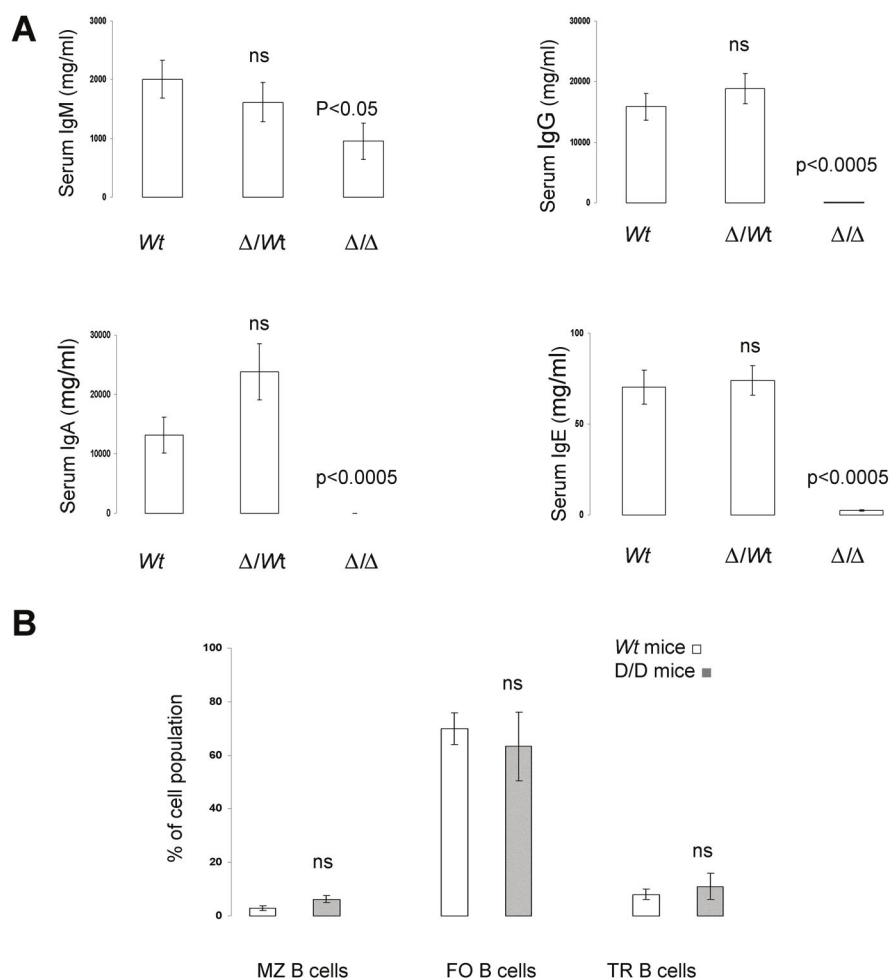 A
Serum IgM (mg/ml)
3000
2000
1000
0
ns
P<0.05
Wt
Δ/Wt
Δ/Δ
Serum IgG (mg/ml)
30000
20000
10000
0
ns
p<0.0005
Wt
Δ/Wt
Δ/Δ
Serum IgA (mg/ml)
30000
20000
10000
0
ns
p<0.0005
Wt
Δ/Wt
Δ/Δ
Serum IgE (mg/ml)
100
50
0
ns
p<0.0005
Wt
Δ/Wt
Δ/Δ
B
% of cell population
100
80
60
40
20
0
Wt mice
D/D mice
ns
ns
ns
MZ B cells
FO B cells
TR B cells